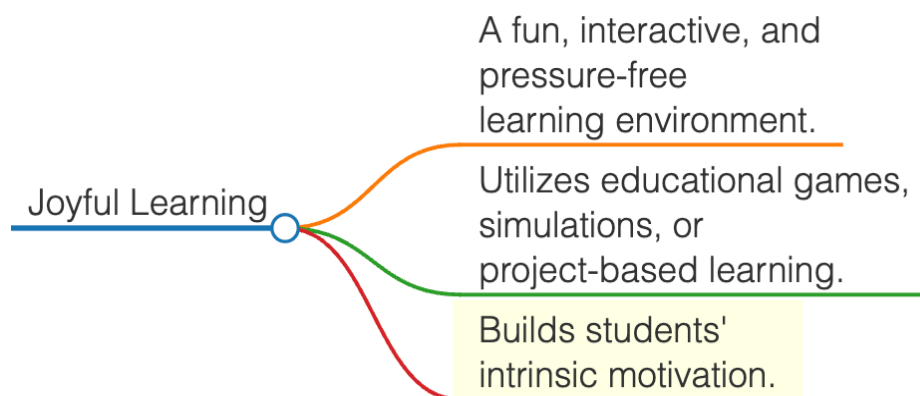 A fun, interactive, and
pressure-free
learning environment.
Joyful Learning
Utilizes educational games,
simulations, or
project-based learning.
Builds students'
intrinsic motivation.